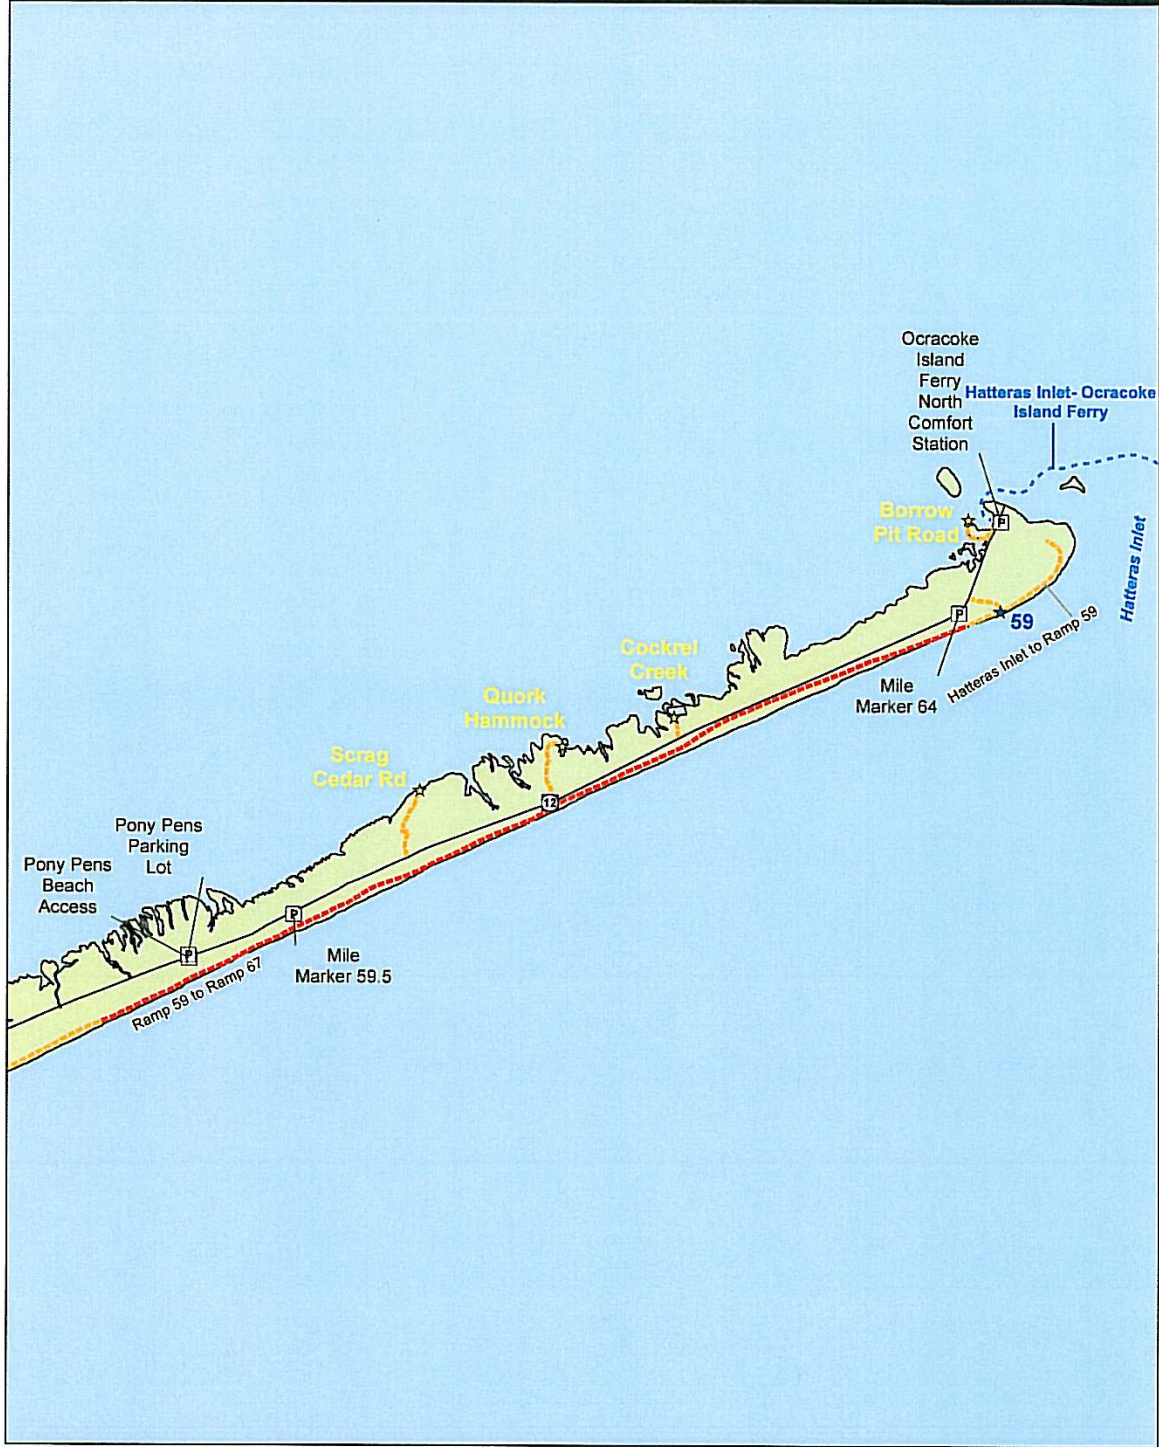 Ocracoke
Island
Ferry
North
Comfort
Station
Hatteras Inlet- Ocracoke
Island Ferry
Borrow
Pit Road
P
Hatteras Inlet
P
59
Hatteras Inlet to Ramp 59
Mile
Marker 64
Cockrel
Creek
Quork
Hammock
Scrag
Cedar Rd
12
Pony Pens
Parking
Lot
Pony Pens
Beach
Access
P
P
Mile
Marker 59.5
Ramp 59 to Ramp 67